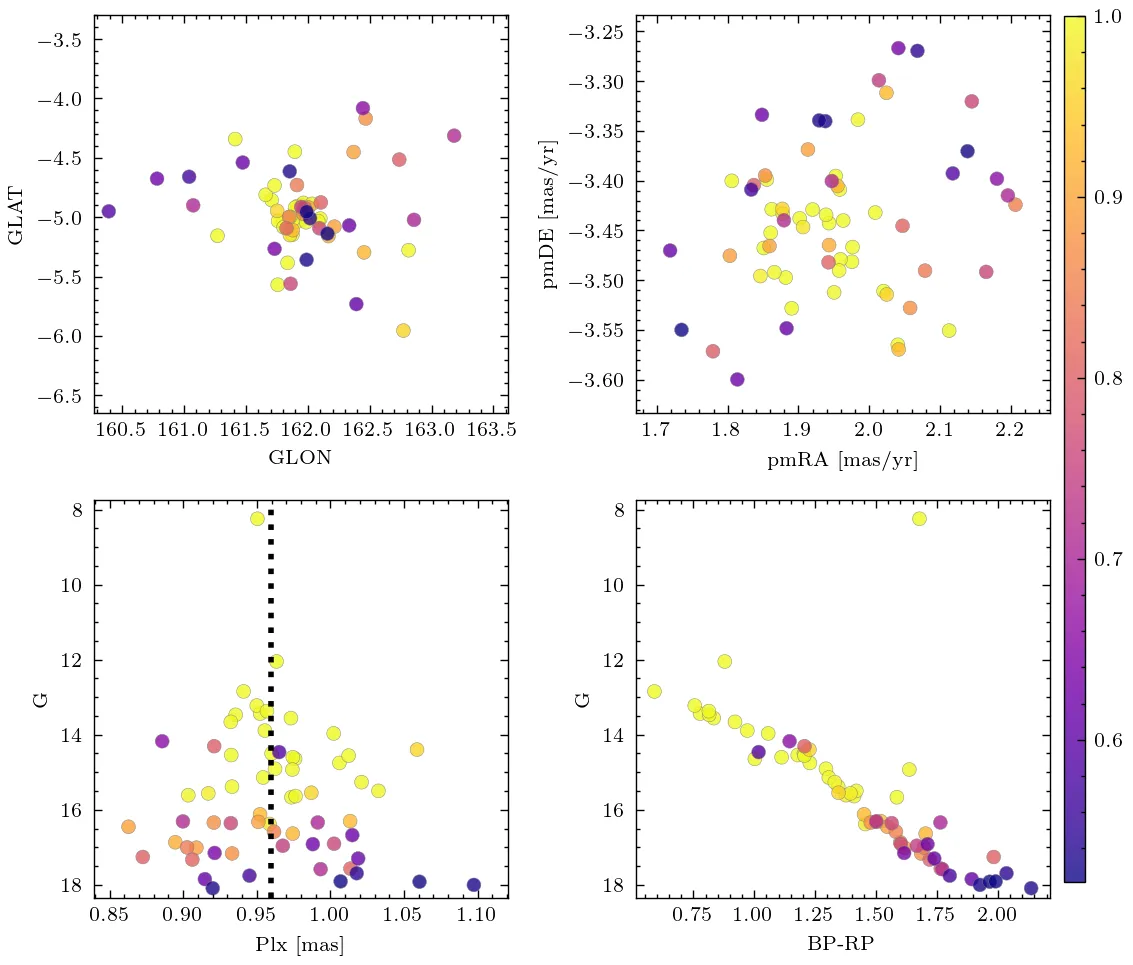 −3.5
−4.0
−4.5
−5.0
−5.5
−6.0
−6.5
GLAT
160.5 161.0 161.5 162.0 162.5 163.0 163.5
GLON
−3.25
−3.30
−3.35
−3.40
−3.45
−3.50
−3.55
−3.60
pmDE [mas/yr]
1.7 1.8 1.9 2.0 2.1 2.2
pmRA [mas/yr]
1.0
0.9
0.8
0.7
0.6
8
10
12
14
16
18
G
0.85 0.90 0.95 1.00 1.05 1.10
Plx [mas]
8
10
12
14
16
18
G
0.75 1.00 1.25 1.50 1.75 2.00
BP-RP